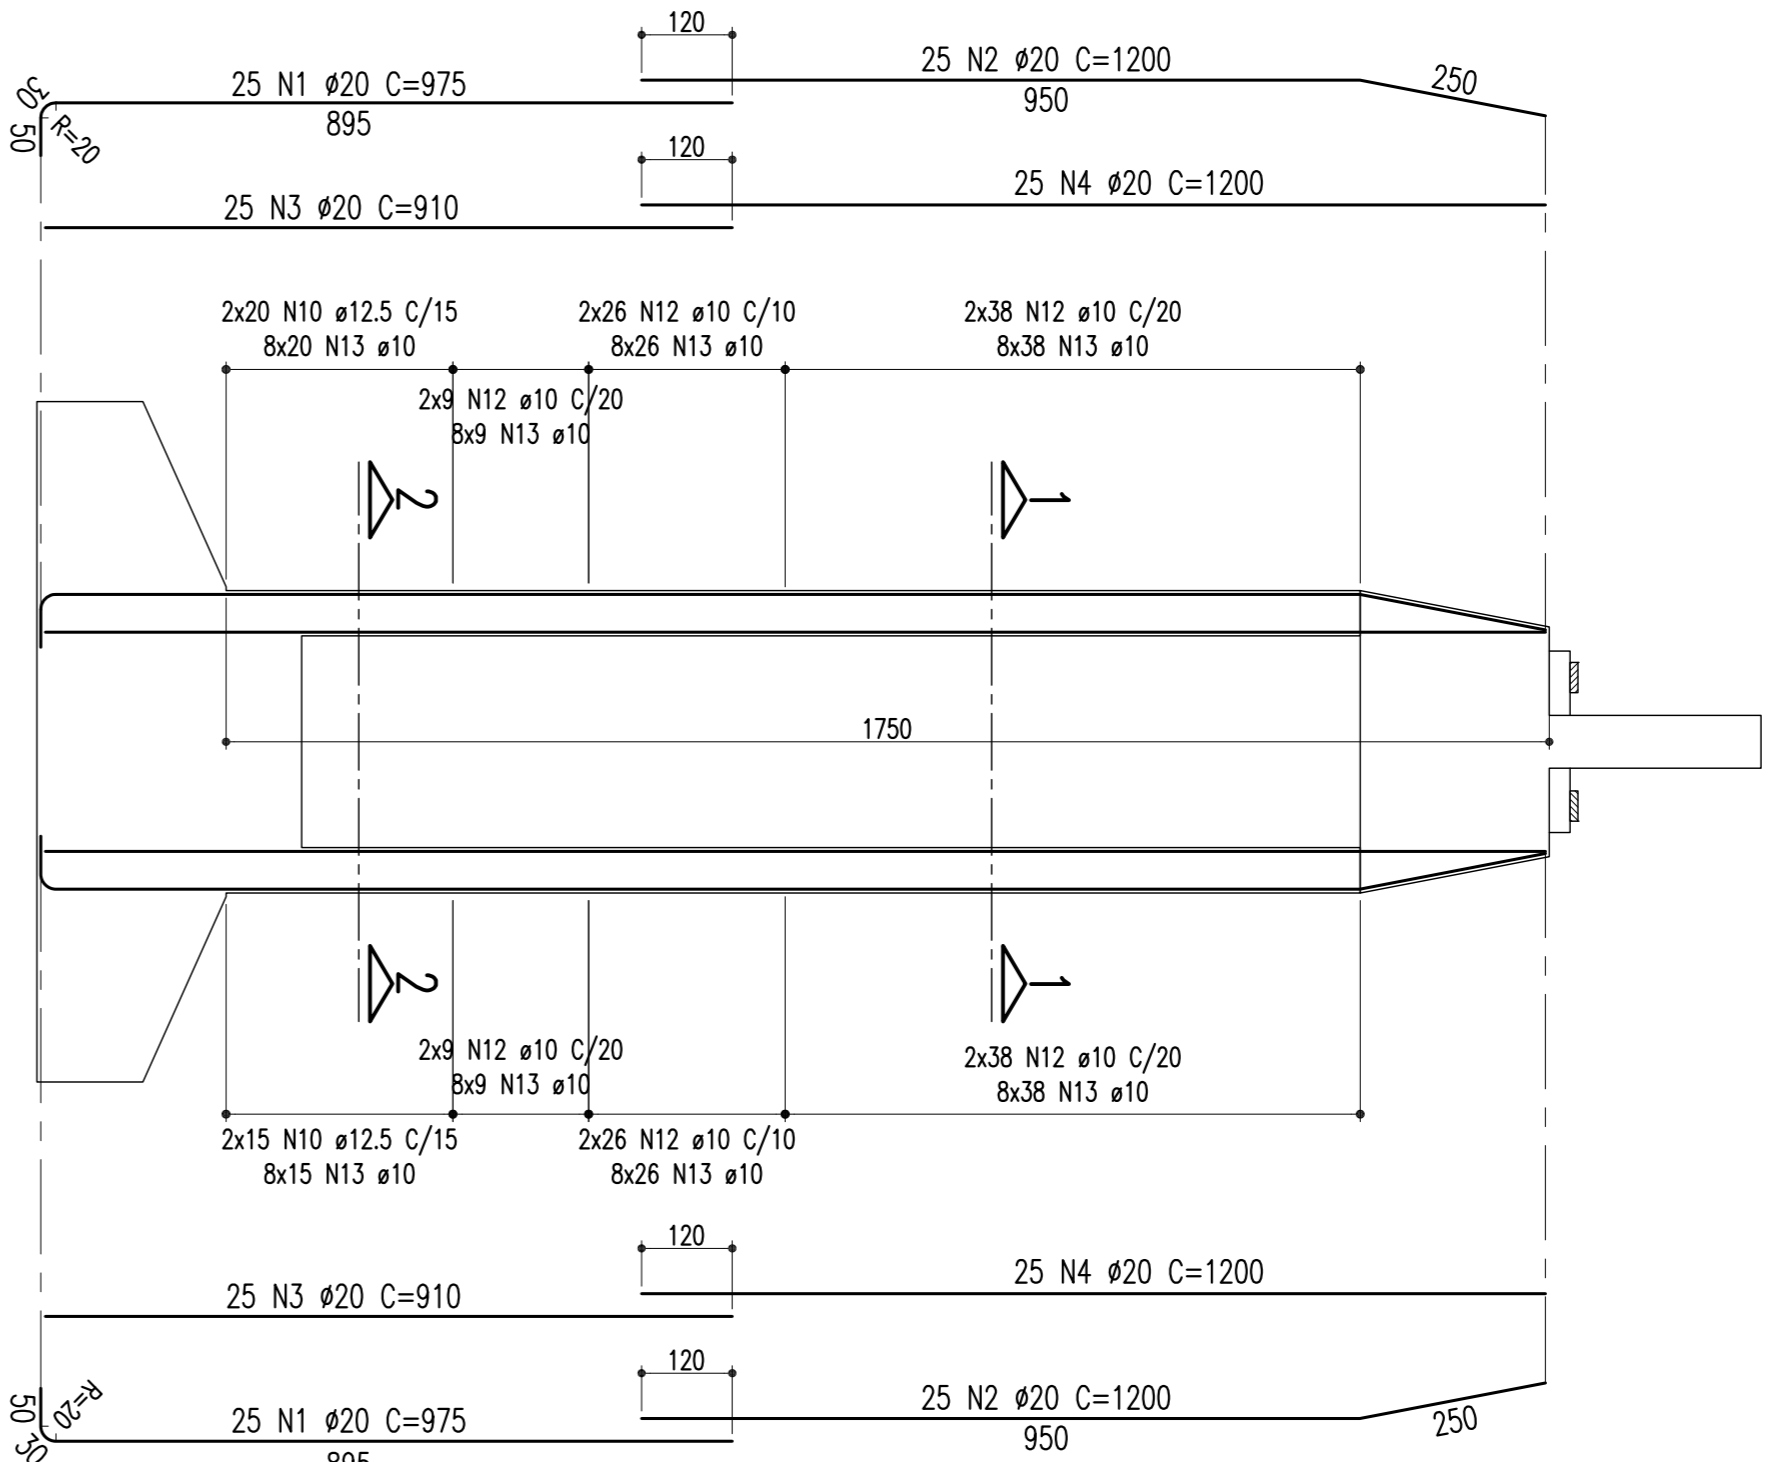 120
25 N2 ø20 C=1200
25 N1 ø20 C=975
250
950
895
30
50
R=20
120
25 N4 ø20 C=1200
25 N3 ø20 C=910
2x20 N10 ø12.5 C/15
8x20 N13 ø10
2x26 N12 ø10 C/10
8x26 N13 ø10
2x38 N12 ø10 C/20
8x38 N13 ø10
2x9 N12 ø10 C/20
8x9 N13 ø10
2
1
1750
2
1
2x9 N12 ø10 C/20
8x9 N13 ø10
2x38 N12 ø10 C/20
8x38 N13 ø10
2x15 N10 ø12.5 C/15
8x15 N13 ø10
2x26 N12 ø10 C/10
8x26 N13 ø10
120
25 N4 ø20 C=1200
25 N3 ø20 C=910
120
R=20
50
30
25 N1 ø20 C=975
895
25 N2 ø20 C=1200
950
250